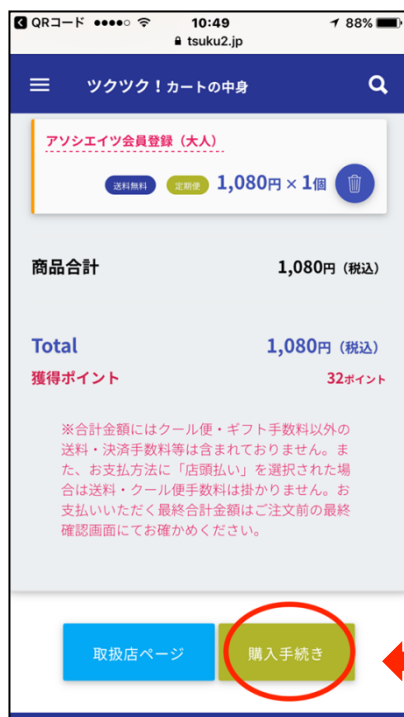 QRコード 10:49 88%
tsuku2.jp
ツクツク！カートの中身
アソシエイツ会員登録（大人）
送料無料 定期便 1,080円 × 1個
商品合計 1,080円（税込）
Total 1,080円（税込）
獲得ポイント 32ポイント
※合計金額にはクール便・ギフト手数料以外の
送料・決済手数料等は含まれておりません。ま
た、お支払方法に「店頭払い」を選択された場
合は送料・クール便手数料は掛かりません。お
支払いいただく最終合計金額はご注文前の最終
確認画面にてお確かめください。
取扱店ページ 購入手続き